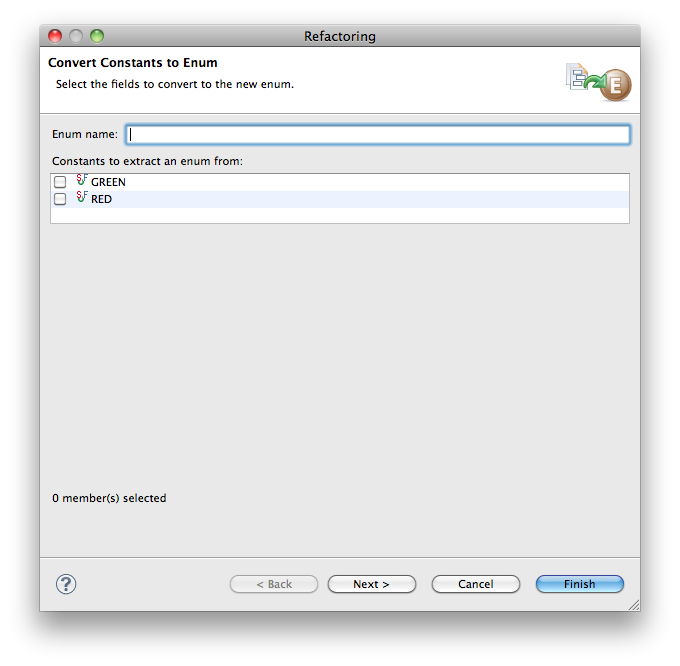 Refactoring
Convert Constants to Enum
Select the fields to convert to the new enum.
E
Enum name:
Constants to extract an enum from:
S F GREEN
S F RED
0 member(s) selected
?
< Back
Next >
Cancel
Finish